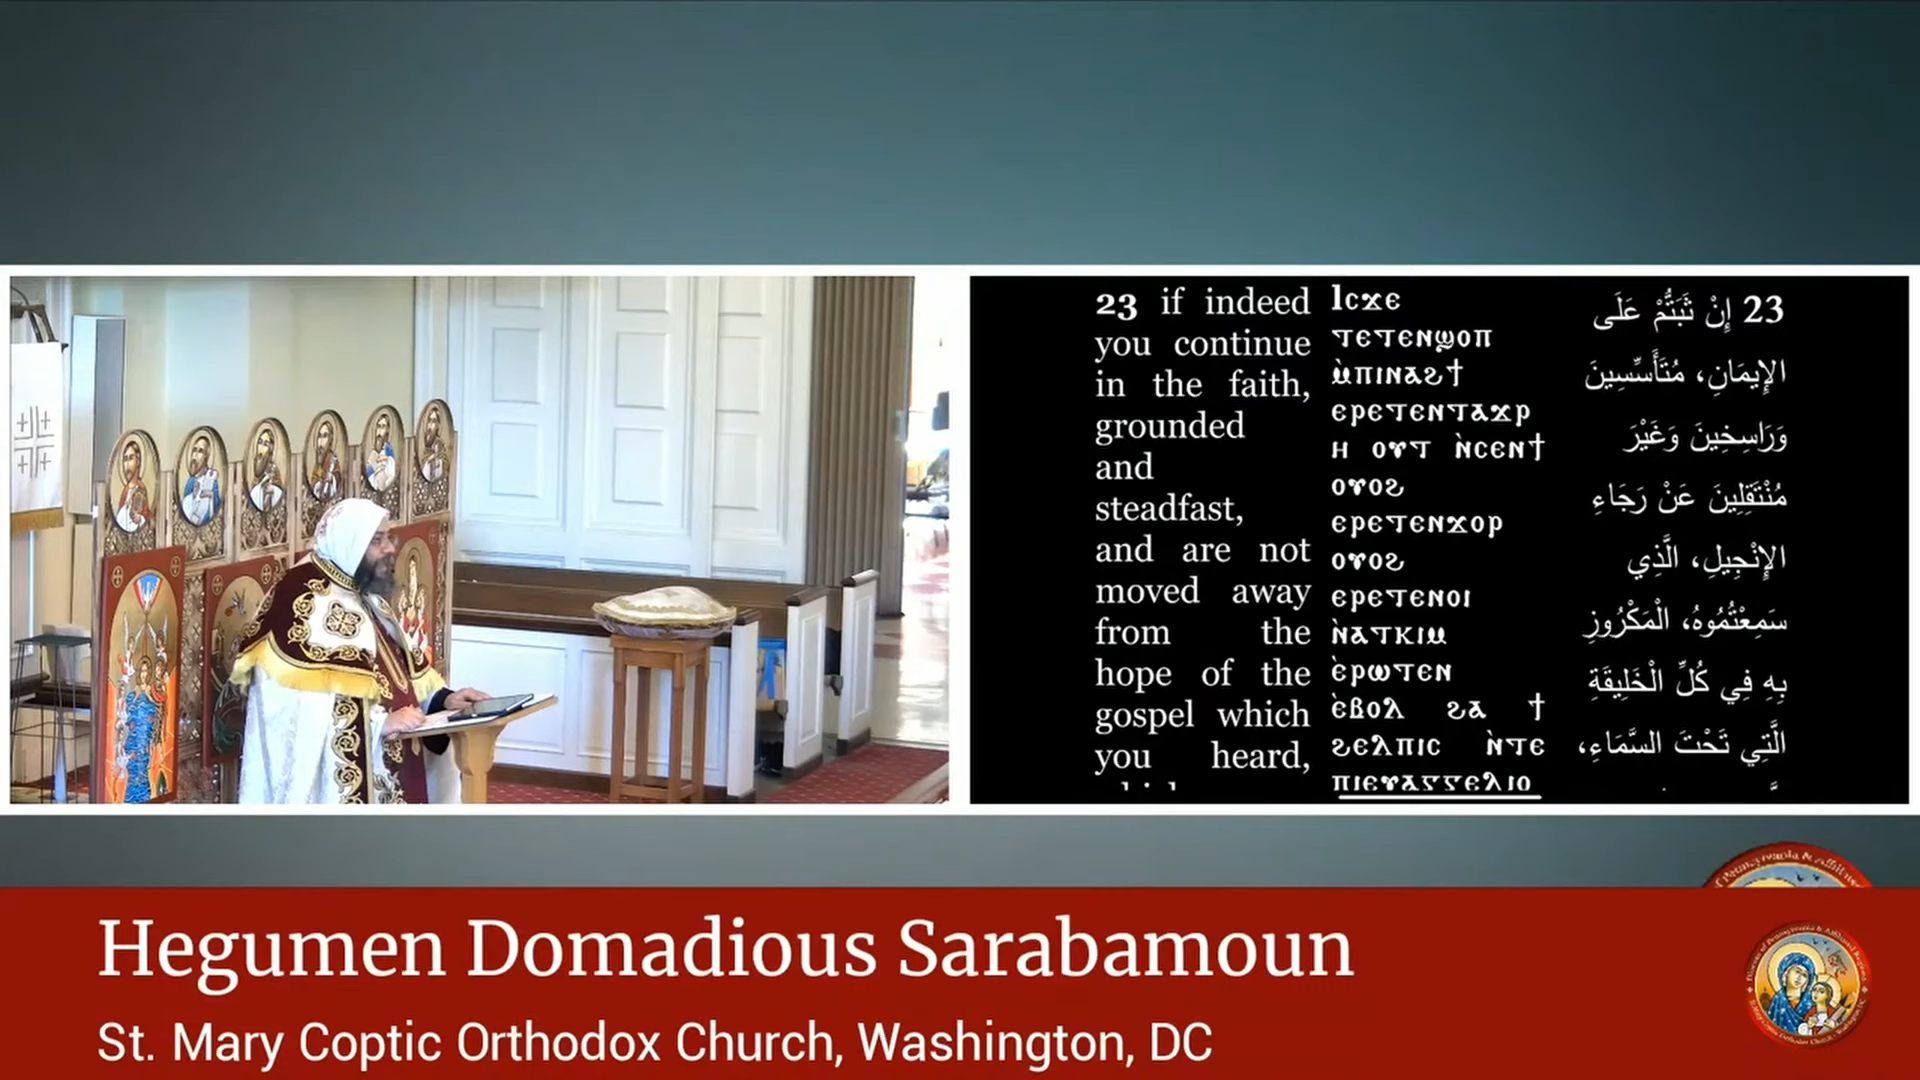 23 if indeed
you continue
in the faith,
grounded
and
steadfast,
and are not
moved away
from the
hope of the
gospel which
you heard,
Ⲓⲥϫⲉ
ⲧⲉⲧⲉⲛϣⲟⲡ
ⲙ̀ⲡⲓⲛⲁϩϯ
ⲉⲣⲉⲧⲉⲛⲧⲁϫⲣ
ⲏ ⲟⲩⲧ ⲛ̀ⲥⲉⲛϯ
ⲟⲩⲟϩ
ⲉⲣⲉⲧⲉⲛϫⲟⲣ
ⲟⲩⲟϩ
ⲉⲣⲉⲧⲉⲛⲟⲓ
ⲛ̀ⲁⲧⲕⲓⲙ
ⲉ̀ⲣⲱⲧⲉⲛ
ⲉ̀ⲃⲟⲗ ϩⲁ ϯ
ϩⲉⲗⲡⲓⲥ ⲛ̀ⲧⲉ
ⲡⲓⲉⲩⲁⲅⲅⲉⲗⲓⲟ
23 إِنْ ثَبَتُّمْ عَلَى
الإِيمَانِ، مُتَأَسِّسِينَ
وَرَاسِخِينَ وَغَيْرَ
مُنْتَقِلِينَ عَنْ رَجَاءِ
الإِنْجِيلِ، الَّذِي
سَمِعْتُمُوهُ، الْمَكْرُوزِ
بِهِ فِي كُلِّ الْخَلِيقَةِ
الَّتِي تَحْتَ السَّمَاءِ،
Hegumen Domadious Sarabamoun
St. Mary Coptic Orthodox Church, Washington, DC